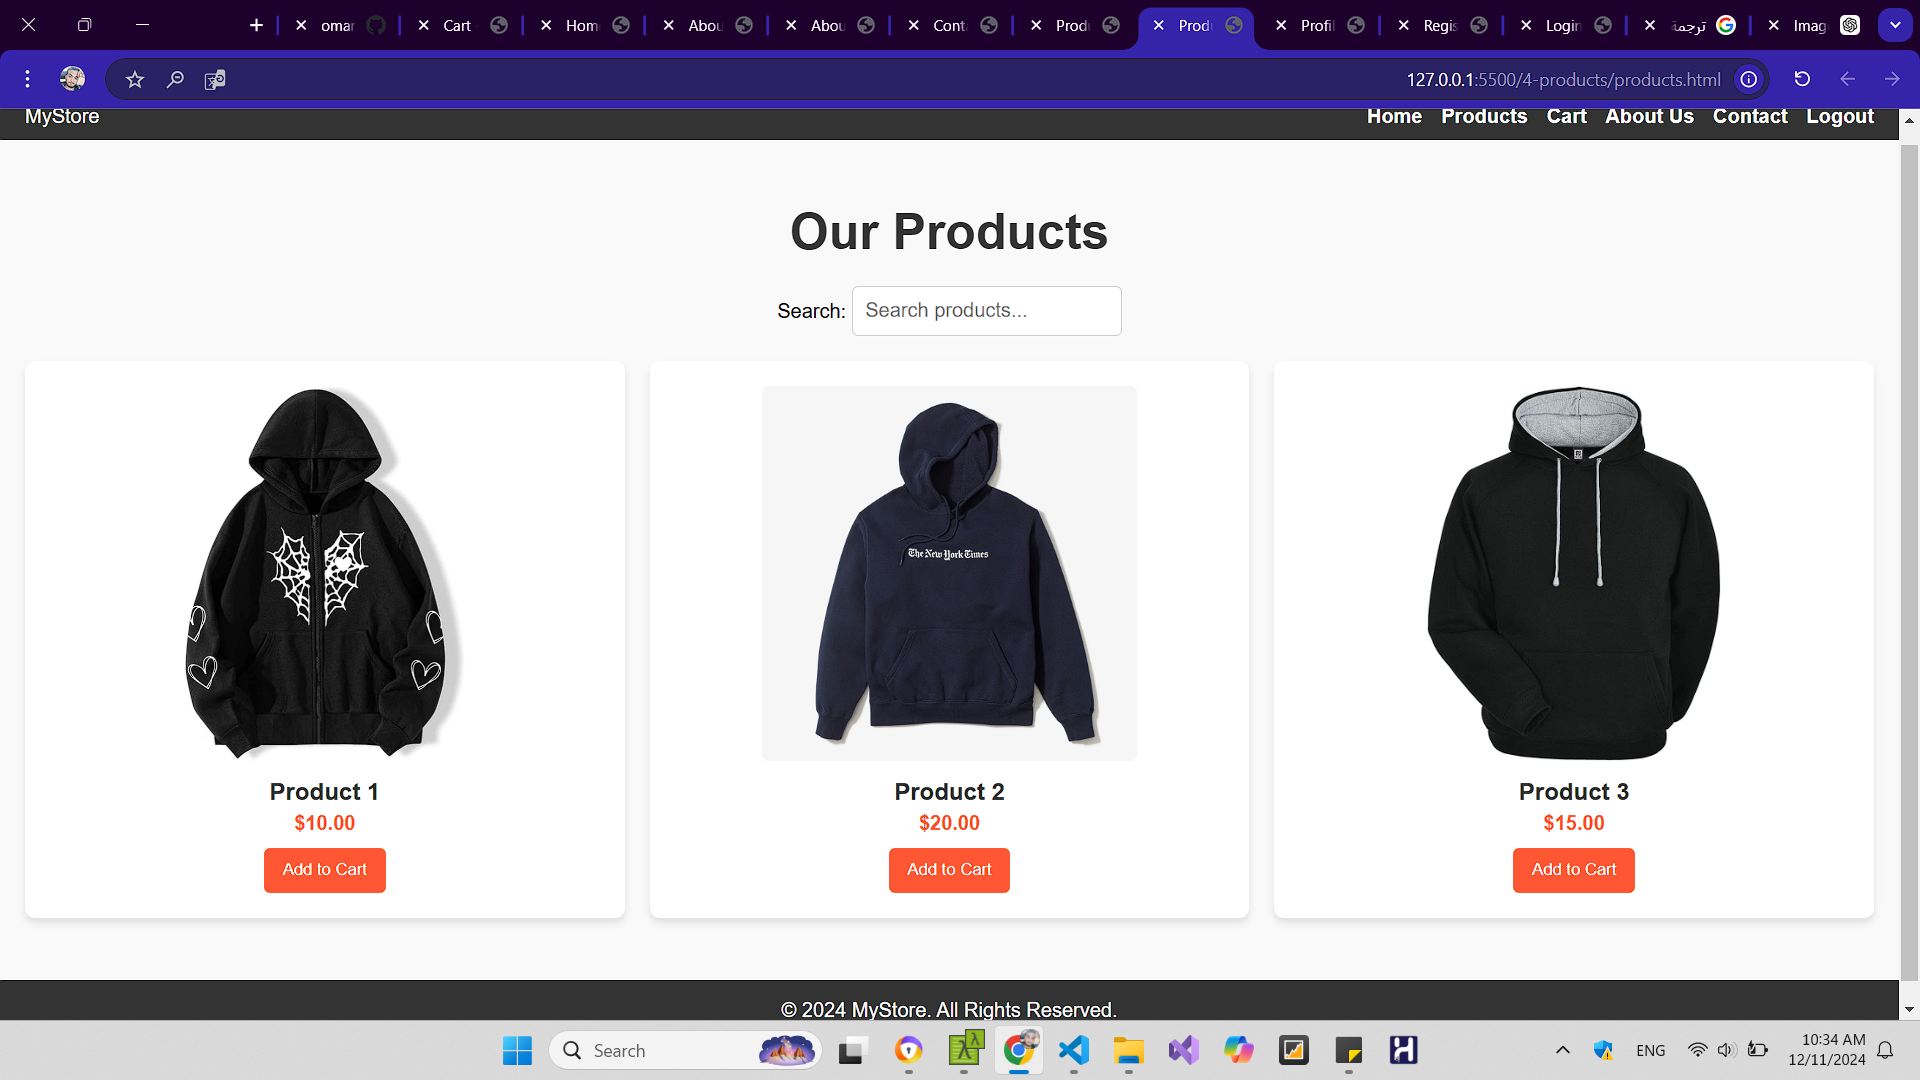 omar
Cart
Hom
Abou
Abou
Conta
Produ
Produ
Profil
Regis
Login
ترجمة
Imag
127.0.0.1:5500/4-products/products.html
MyStore
Home Products Cart About Us Contact Logout
Our Products
Search: Search products...
The New York Times
Product 1
$10.00
Add to Cart
Product 2
$20.00
Add to Cart
Product 3
$15.00
Add to Cart
© 2024 MyStore. All Rights Reserved.
Search
ENG
10:34 AM
12/11/2024